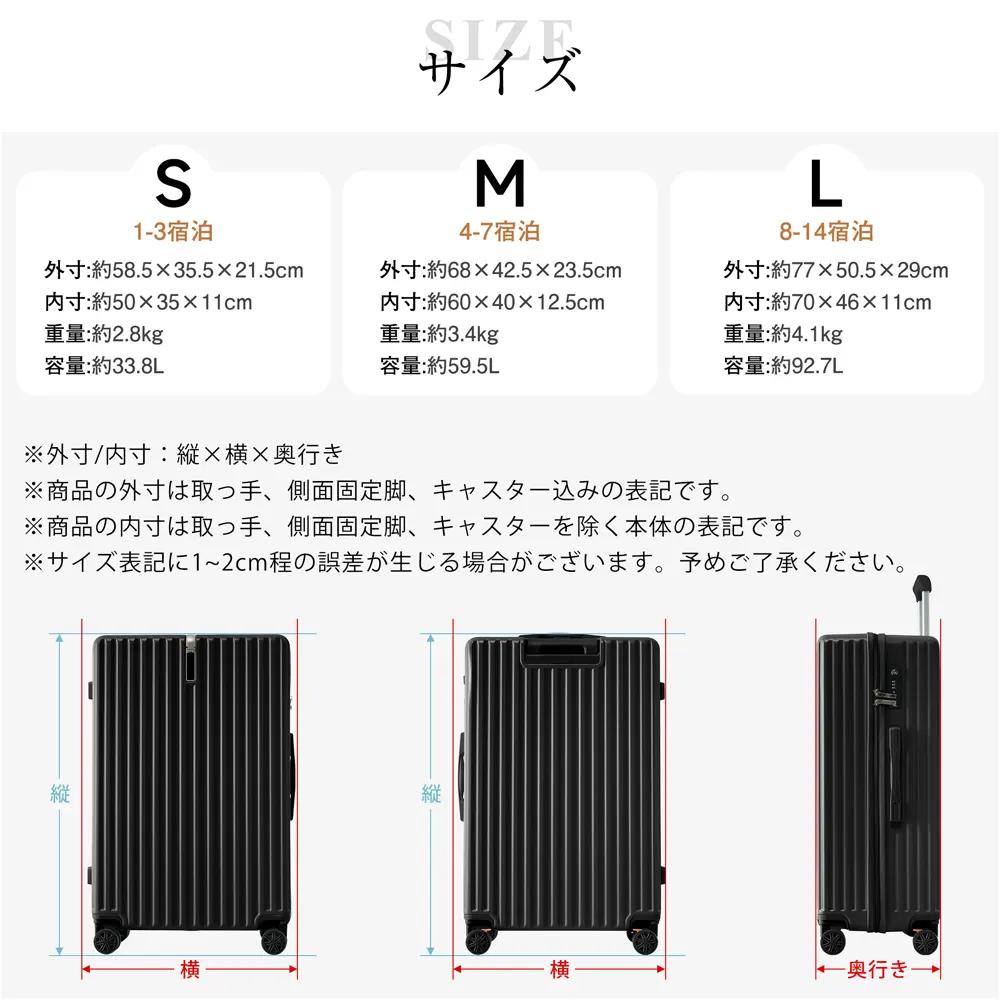 SIZE
サイズ
S
1-3宿泊
外寸:約58.5×35.5×21.5cm
内寸:約50×35×11cm
重量:約2.8kg
容量:約33.8L
M
4-7宿泊
外寸:約68×42.5×23.5cm
内寸:約60×40×12.5cm
重量:約3.4kg
容量:約59.5L
L
8-14宿泊
外寸:約77×50.5×29cm
内寸:約70×46×11cm
重量:約4.1kg
容量:約92.7L
※外寸/内寸：縦×横×奥行き
※商品の外寸は取っ手、側面固定脚、キャスター込みの表記です。
※商品の内寸は取っ手、側面固定脚、キャスターを除く本体の表記です。
※サイズ表記に1~2cm程の誤差が生じる場合がございます。予めご了承ください。
縦
横
縦
横
奥行き